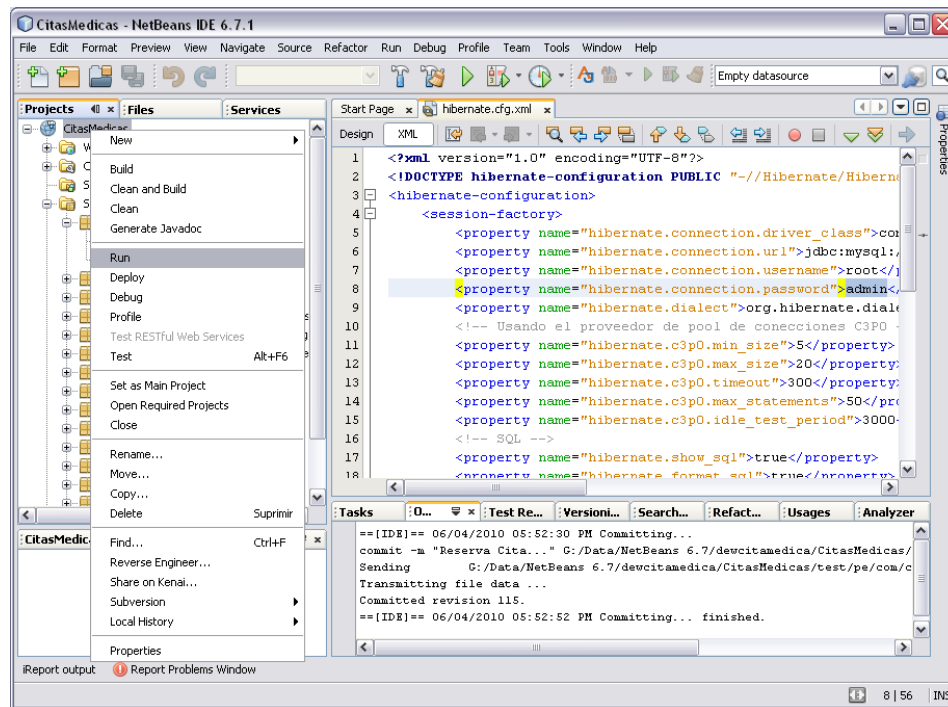 CitasMedicas - NetBeans IDE 6.7.1
File Edit Format Preview View Navigate Source Refactor Run Debug Profile Team Tools Window Help
Empty datasource
Projects Files Services
Start Page hibernate.cfg.xml
CitasMedicas
Design XML
Properties
New
Build
Clean and Build
Clean
Generate Javadoc
Run
Deploy
Debug
Profile
Test RESTful Web Services
Test Alt+F6
Set as Main Project
Open Required Projects
Close
Rename...
Move...
Copy...
Delete Suprimir
Find... Ctrl+F
Reverse Engineer...
Share on Kenai...
Subversion
Local History
Properties
1 <?xml version="1.0" encoding="UTF-8"?>
2 <!DOCTYPE hibernate-configuration PUBLIC "-//Hibernate/Hiberna
3 <hibernate-configuration>
4 <session-factory>
5 <property name="hibernate.connection.driver_class">com
6 <property name="hibernate.connection.url">jdbc:mysql:/
7 <property name="hibernate.connection.username">root</p
8 <property name="hibernate.connection.password">admin</
9 <property name="hibernate.dialect">org.hibernate.diale
10 <!-- Usando el proveedor de pool de conecciones C3P0 -
11 <property name="hibernate.c3p0.min_size">5</property>
12 <property name="hibernate.c3p0.max_size">20</property>
13 <property name="hibernate.c3p0.timeout">300</property>
14 <property name="hibernate.c3p0.max_statements">50</pro
15 <property name="hibernate.c3p0.idle_test_period">3000<
16 <!-- SQL -->
17 <property name="hibernate.show_sql">true</property>
18 <property name="hibernate.format_sql">true</property>
Tasks O... Test Re... Versioni... Search... Refact... Usages Analyzer
CitasMedic
==[IDE]== 06/04/2010 05:52:30 PM Committing...
commit -m "Reserva Cita..." G:/Data/NetBeans 6.7/dewcitamedica/CitasMedicas/
Sending G:/Data/NetBeans 6.7/dewcitamedica/CitasMedicas/test/pe/com/c
Transmitting file data ...
Committed revision 115.
==[IDE]== 06/04/2010 05:52:52 PM Committing... finished.
iReport output Report Problems Window
8 | 56 INS